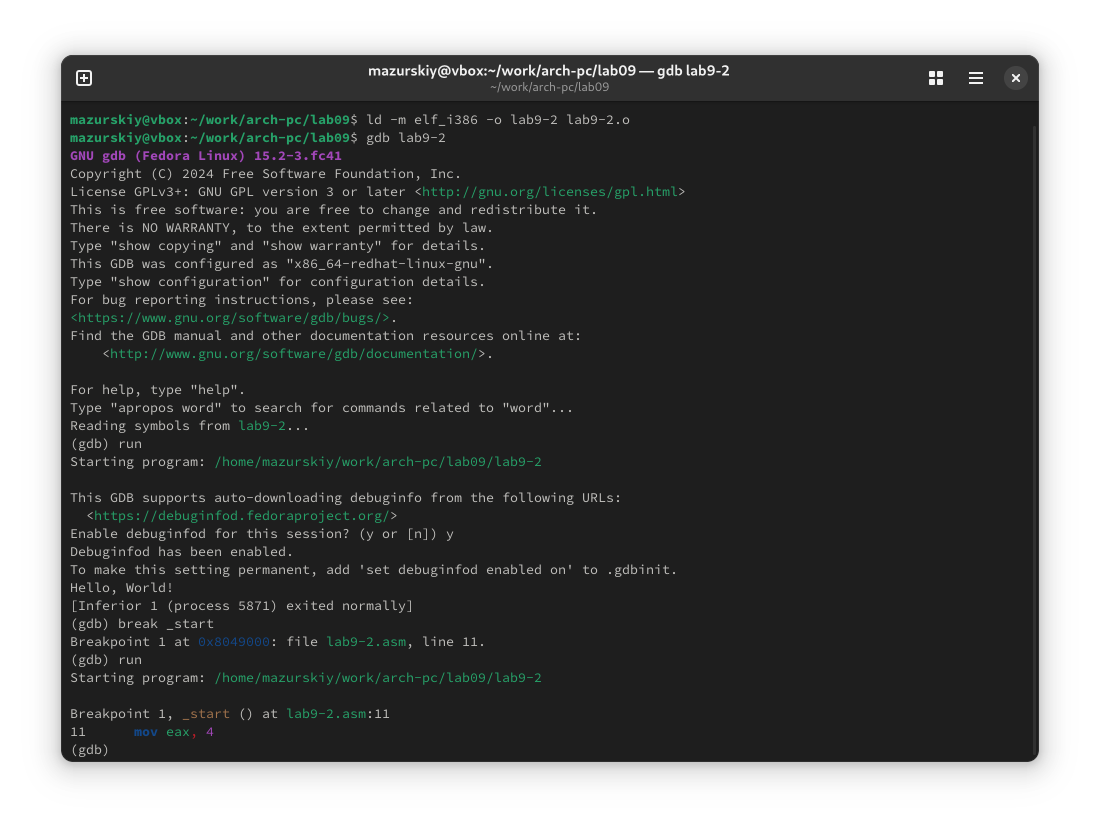 mazurskiy@vbox:~/work/arch-pc/lab09 — gdb lab9-2
~/work/arch-pc/lab09
mazurskiy@vbox:~/work/arch-pc/lab09$ ld -m elf_i386 -o lab9-2 lab9-2.o
mazurskiy@vbox:~/work/arch-pc/lab09$ gdb lab9-2
GNU gdb (Fedora Linux) 15.2-3.fc41
Copyright (C) 2024 Free Software Foundation, Inc.
License GPLv3+: GNU GPL version 3 or later <http://gnu.org/licenses/gpl.html>
This is free software: you are free to change and redistribute it.
There is NO WARRANTY, to the extent permitted by law.
Type "show copying" and "show warranty" for details.
This GDB was configured as "x86_64-redhat-linux-gnu".
Type "show configuration" for configuration details.
For bug reporting instructions, please see:
<https://www.gnu.org/software/gdb/bugs/>.
Find the GDB manual and other documentation resources online at:
    <http://www.gnu.org/software/gdb/documentation/>.
For help, type "help".
Type "apropos word" to search for commands related to "word"...
Reading symbols from lab9-2...
(gdb) run
Starting program: /home/mazurskiy/work/arch-pc/lab09/lab9-2
This GDB supports auto-downloading debuginfo from the following URLs:
  <https://debuginfod.fedoraproject.org/>
Enable debuginfod for this session? (y or [n]) y
Debuginfod has been enabled.
To make this setting permanent, add 'set debuginfod enabled on' to .gdbinit.
Hello, World!
[Inferior 1 (process 5871) exited normally]
(gdb) break _start
Breakpoint 1 at 0x8049000: file lab9-2.asm, line 11.
(gdb) run
Starting program: /home/mazurskiy/work/arch-pc/lab09/lab9-2
Breakpoint 1, _start () at lab9-2.asm:11
11      mov eax, 4
(gdb)